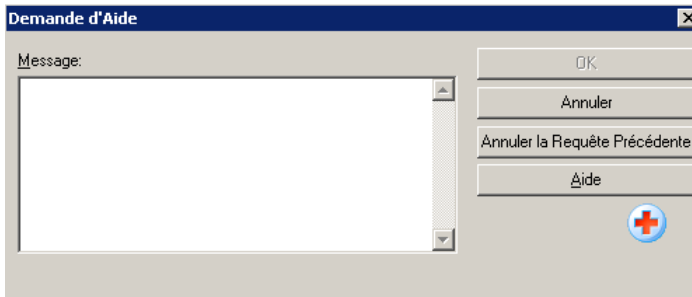 Demande d'Aide
Message:
OK
Annuler
Annuler la Requête Précédente
Aide